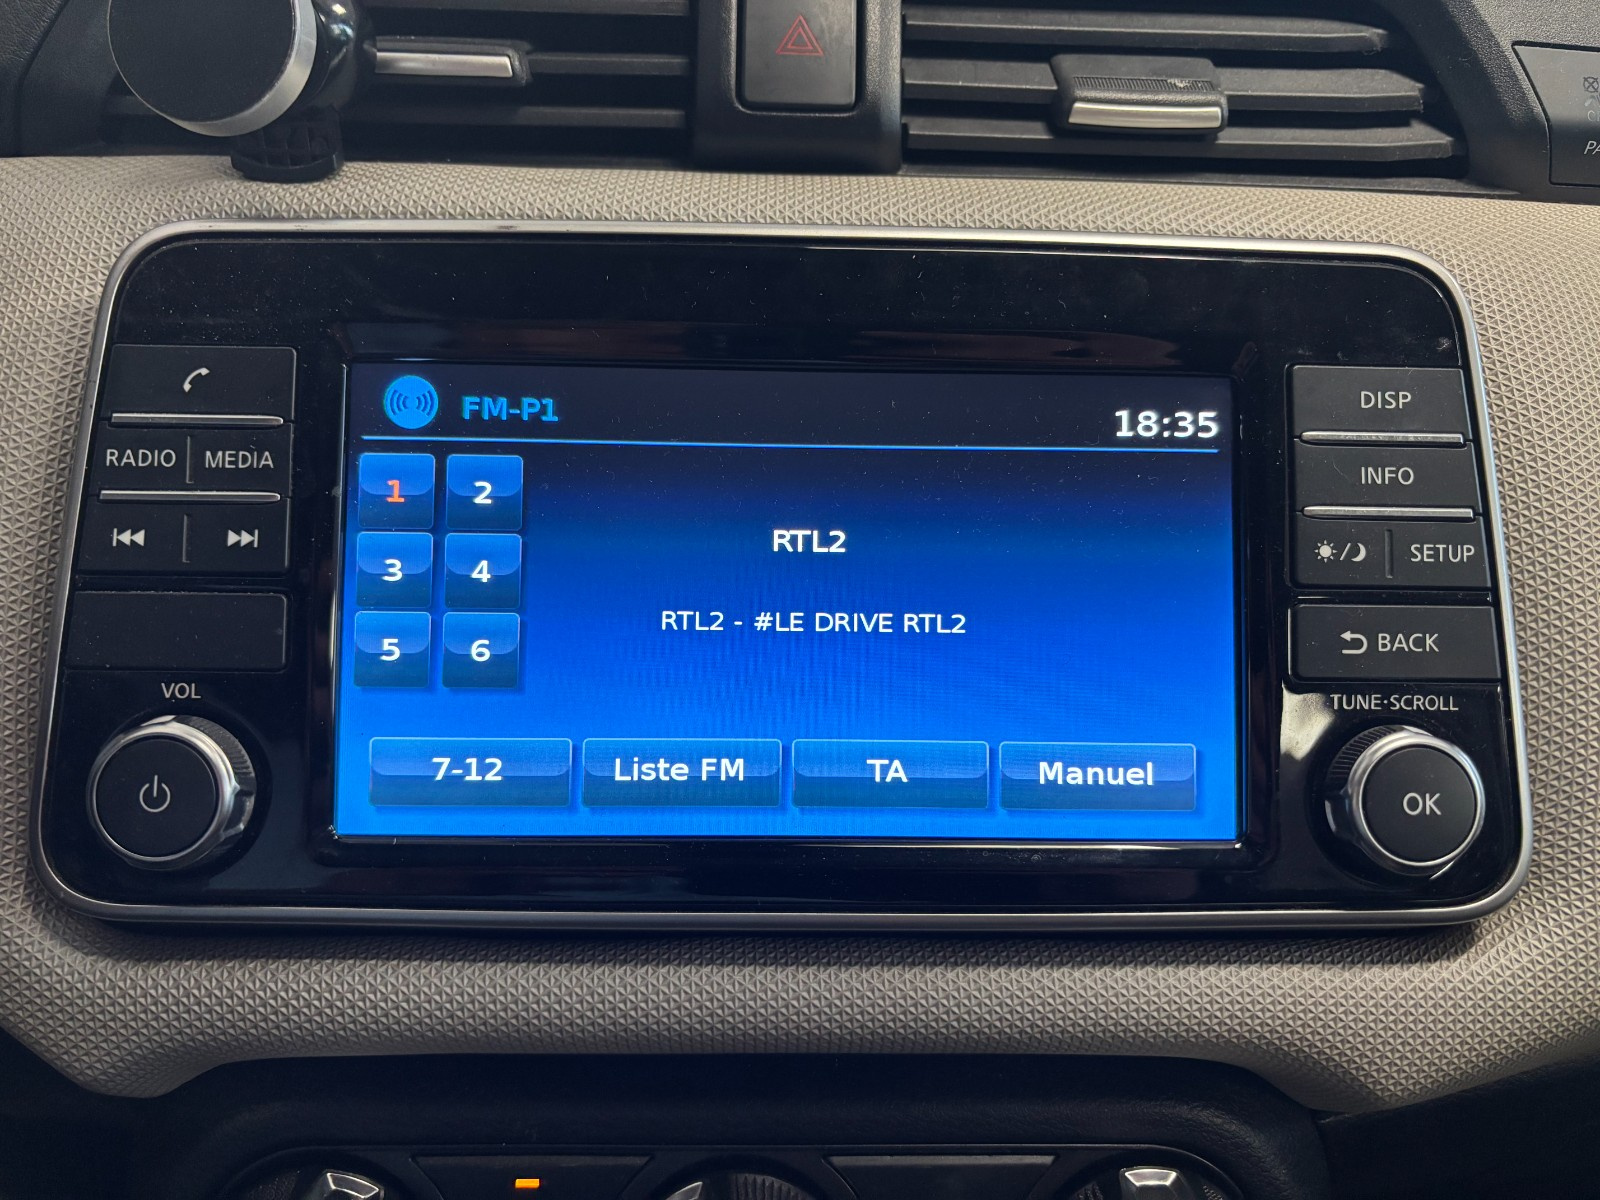 FM-P1
18:35
1 2
3 4
5 6
RTL2
RTL2 - #LE DRIVE RTL2
7-12 Liste FM TA Manuel
RADIO MEDIA
VOL
DISP
INFO
SETUP
BACK
TUNE·SCROLL
OK